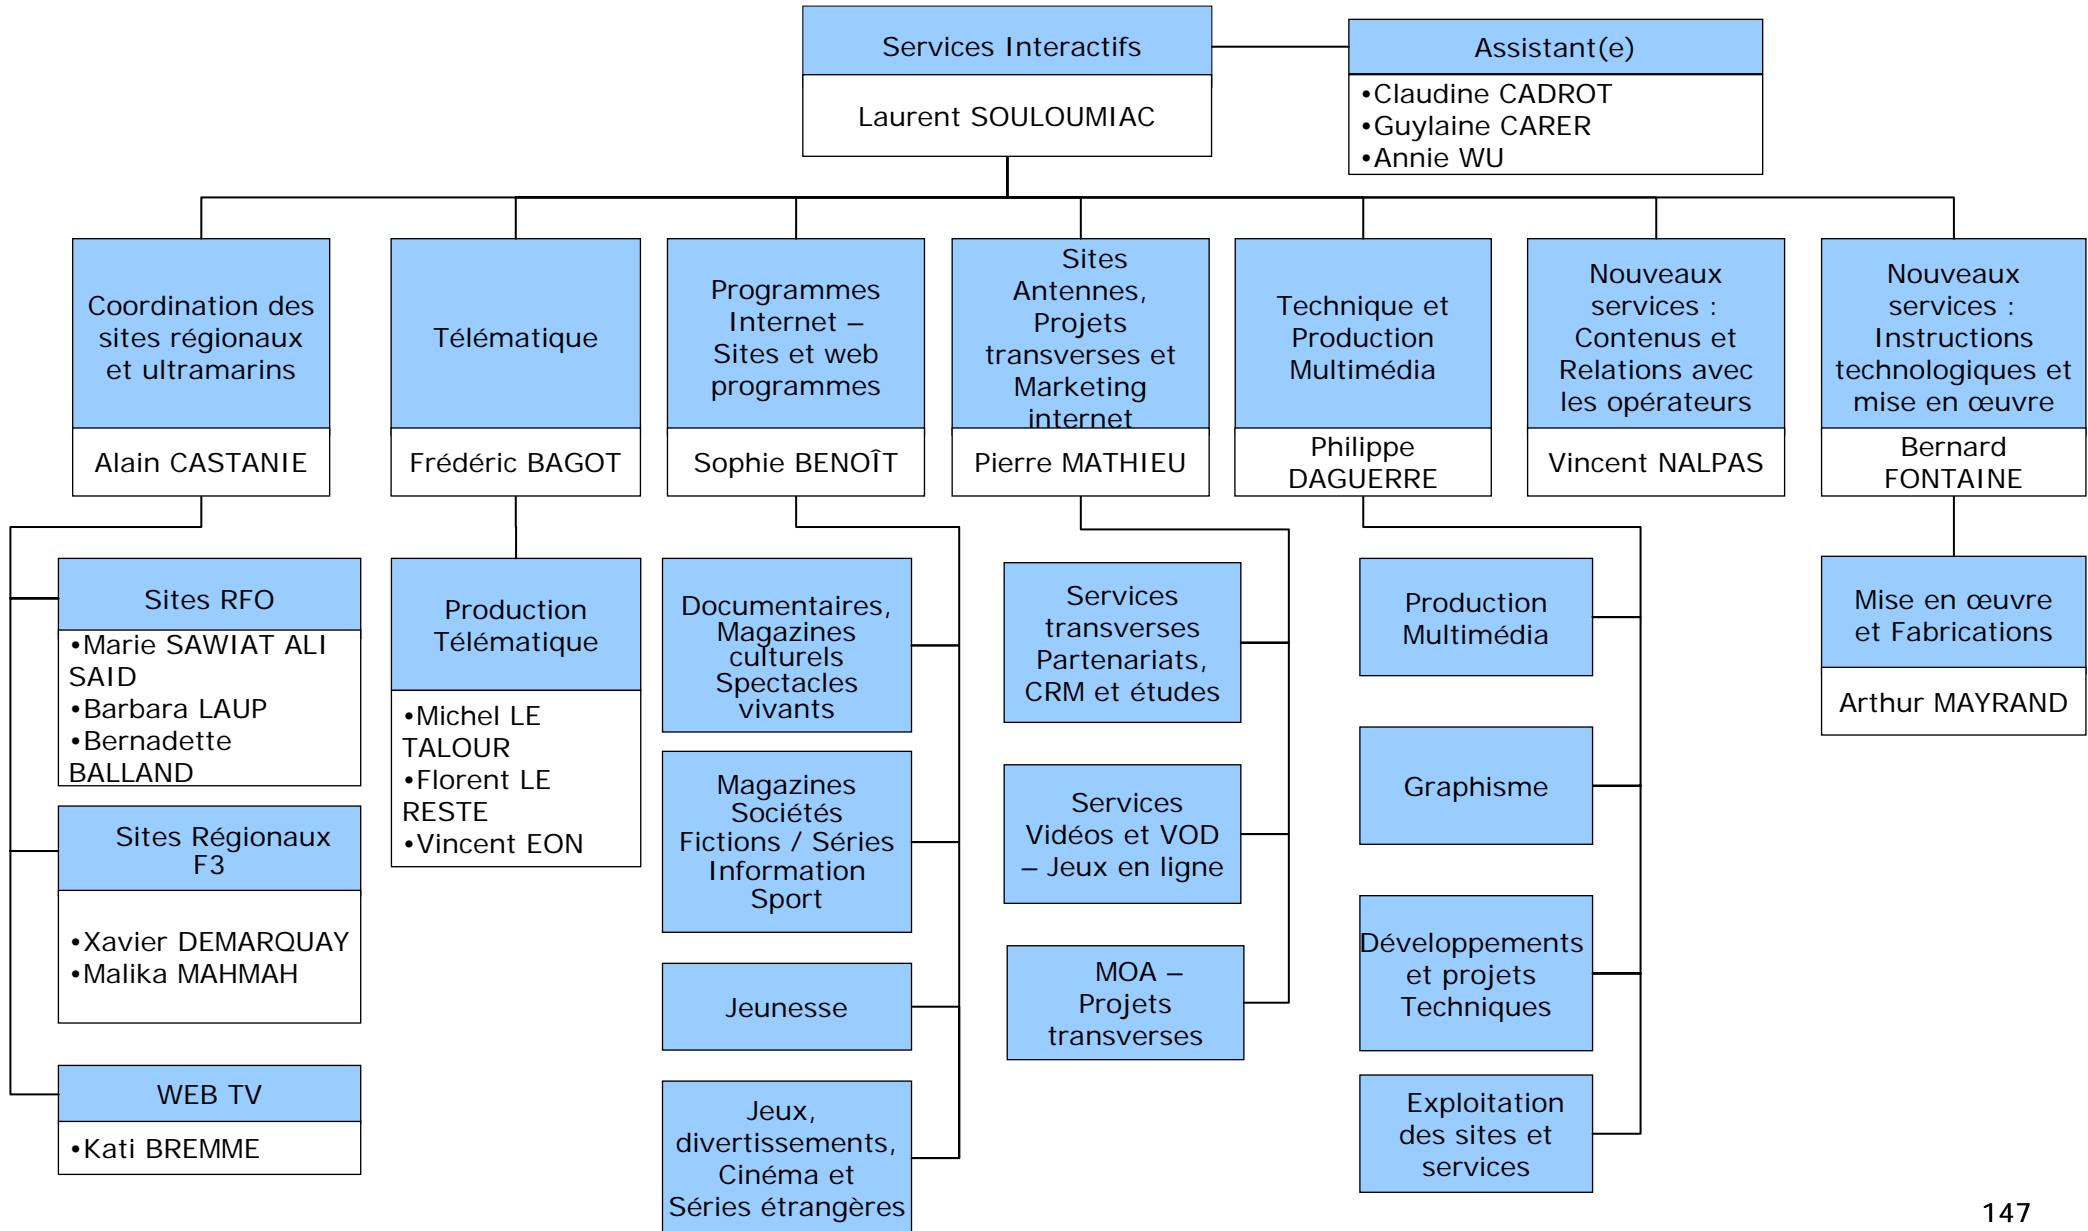 Services Interactifs
Laurent SOULOUMIAC
Assistant(e)
•Claudine CADROT
•Guylaine CARER
•Annie WU
Coordination des
sites régionaux
et ultramarins
Alain CASTANIE
Télématique
Frédéric BAGOT
Programmes
Internet –
Sites et web
programmes
Sophie BENOÎT
Sites
Antennes,
Projets
transverses et
Marketing
internet
Pierre MATHIEU
Technique et
Production
Multimédia
Philippe
DAGUERRE
Nouveaux
services :
Contenus et
Relations avec
les opérateurs
Vincent NALPAS
Nouveaux
services :
Instructions
technologiques et
mise en œuvre
Bernard
FONTAINE
Sites RFO
•Marie SAWIAT ALI
SAID
•Barbara LAUP
•Bernadette
BALLAND
Sites Régionaux
F3
•Xavier DEMARQUAY
•Malika MAHMAH
WEB TV
•Kati BREMME
Production
Télématique
•Michel LE
TALOUR
•Florent LE
RESTE
•Vincent EON
Documentaires,
Magazines
culturels
Spectacles
vivants
Magazines
Sociétés
Fictions / Séries
Information
Sport
Jeunesse
Jeux,
divertissements,
Cinéma et
Séries étrangères
Services
transverses
Partenariats,
CRM et études
Services
Vidéos et VOD
– Jeux en ligne
MOA –
Projets
transverses
Production
Multimédia
Graphisme
Développements
et projets
Techniques
Exploitation
des sites et
services
Mise en œuvre
et Fabrications
Arthur MAYRAND
147